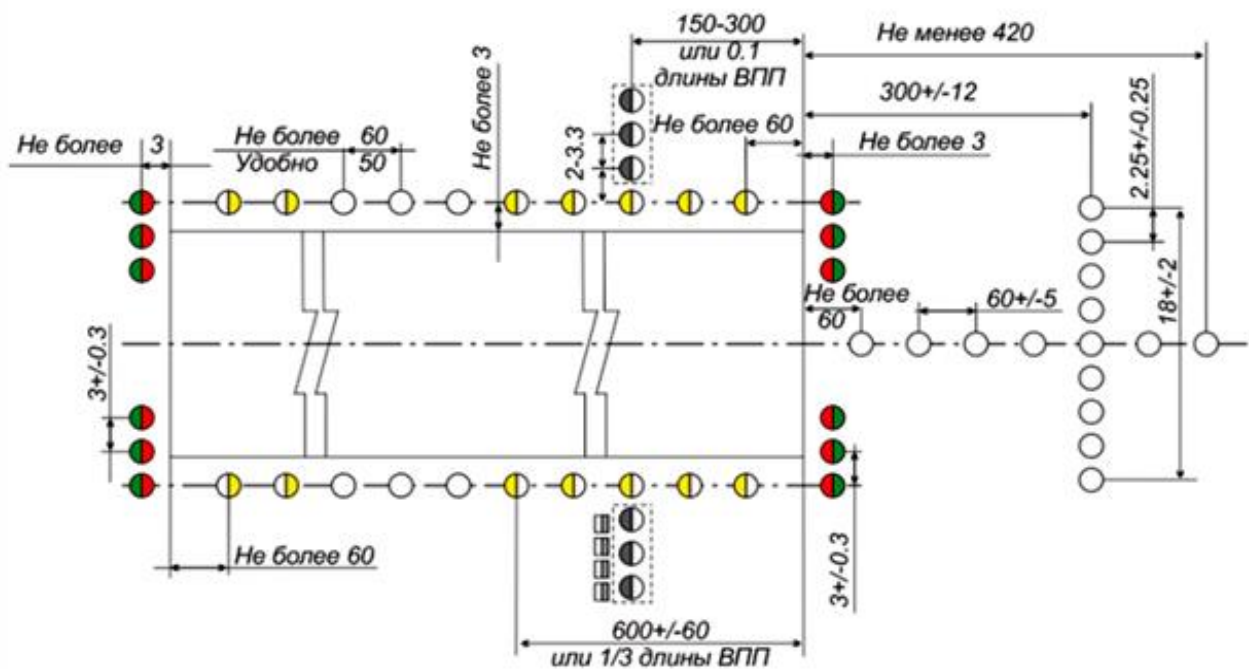 150-300
или 0.1
длины ВПП
Не менее 420
300+/-12
Не более 3
Не более 60
Удобно 50
Не более 3
2-3.3
Не более 60
Не более 3
2.25+/-0.25
18+/-2
Не более
60
60+/-5
3+/-0.3
Не более 60
3+/-0.3
600+/-60
или 1/3 длины ВПП